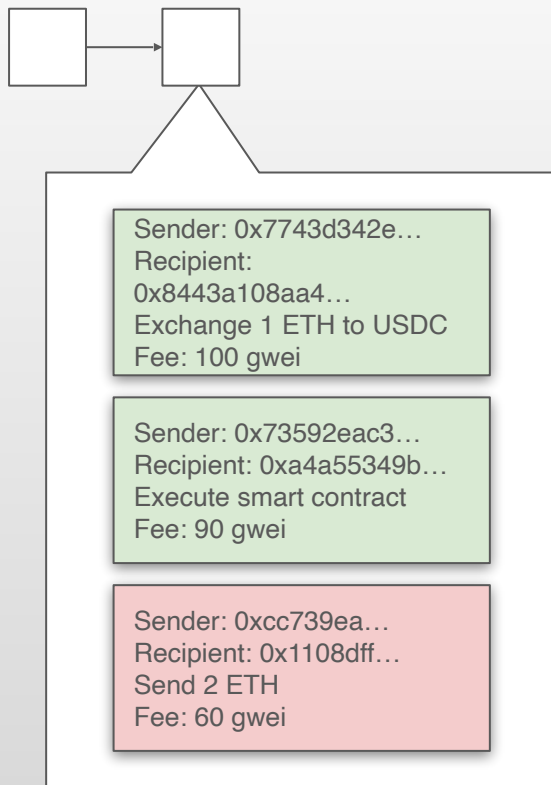 Sender: 0x7743d342e…
Recipient:
0x8443a108aa4…
Exchange 1 ETH to USDC
Fee: 100 gwei
Sender: 0x73592eac3…
Recipient: 0xa4a55349b…
Execute smart contract
Fee: 90 gwei
Sender: 0xcc739ea…
Recipient: 0x1108dff…
Send 2 ETH
Fee: 60 gwei